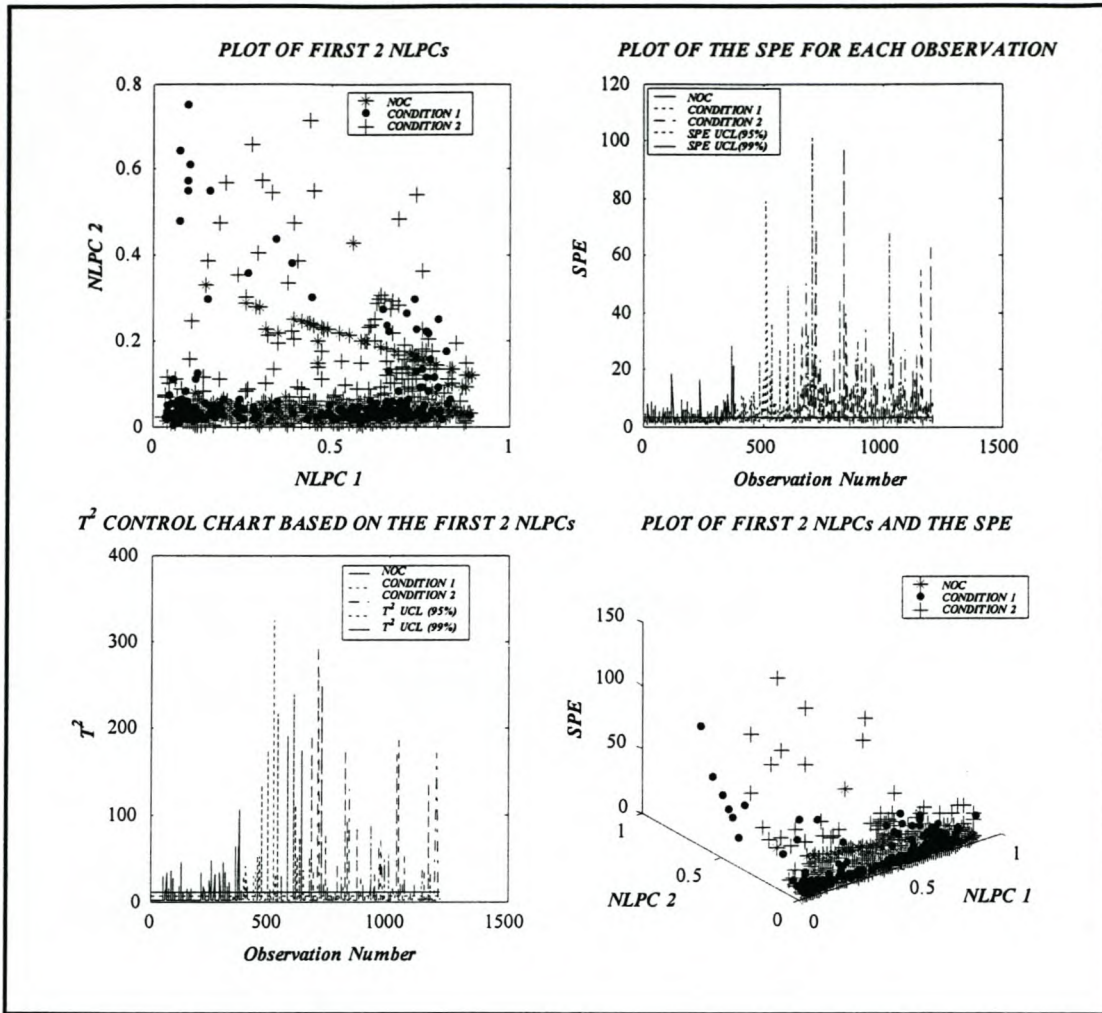 PLOT OF FIRST 2 NLPCs
0.8
0.6
0.4
0.2
0
NLPC 2
NOC
CONDITION 1
CONDITION 2
0
0.5
1
NLPC 1
PLOT OF THE SPE FOR EACH OBSERVATION
120
100
80
60
40
20
0
SPE
NOC
CONDITION 1
CONDITION 2
SPE UCL(95%)
SPE UCL(99%)
0
500
1000
1500
Observation Number
T² CONTROL CHART BASED ON THE FIRST 2 NLPCs
400
300
200
100
0
T²
NOC
CONDITION 1
CONDITION 2
T² UCL (95%)
T² UCL (99%)
0
500
1000
1500
Observation Number
PLOT OF FIRST 2 NLPCs AND THE SPE
NOC
CONDITION 1
CONDITION 2
150
100
50
0
SPE
1
0.5
0
NLPC 2
0
0.5
1
NLPC 1